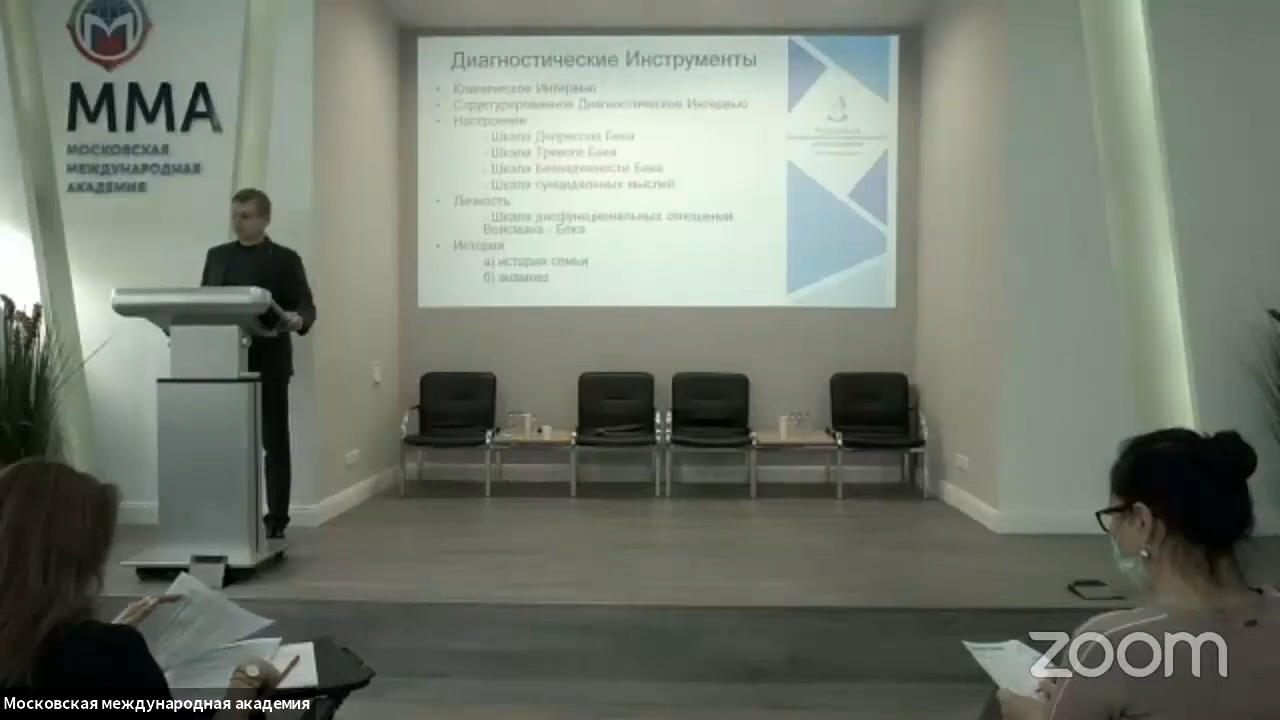 ММА
МОСКОВСКАЯ
МЕЖДУНАРОДНАЯ
АКАДЕМИЯ
Диагностические Инструменты
• Клиническое Интервью
• Структурированное Диагностическое Интервью
• Настроение
- Шкала Депрессии Бека
- Шкала Тревоги Бека
- Шкала Безнадежности Бека
- Шкала суицидальных мыслей
• Личность
- Шкала дисфункциональных отношений
- Бека
• История
а) история семьи
б) анамнез
zoom
Московская международная академия